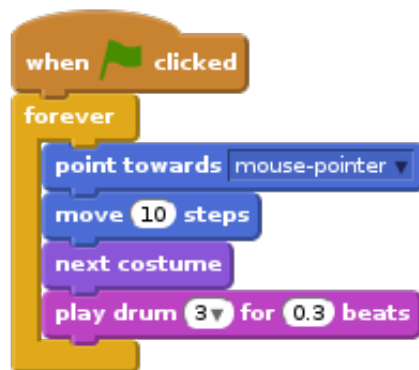 when clicked
forever
point towards mouse-pointer
move 10 steps
next costume
play drum 3 for 0.3 beats